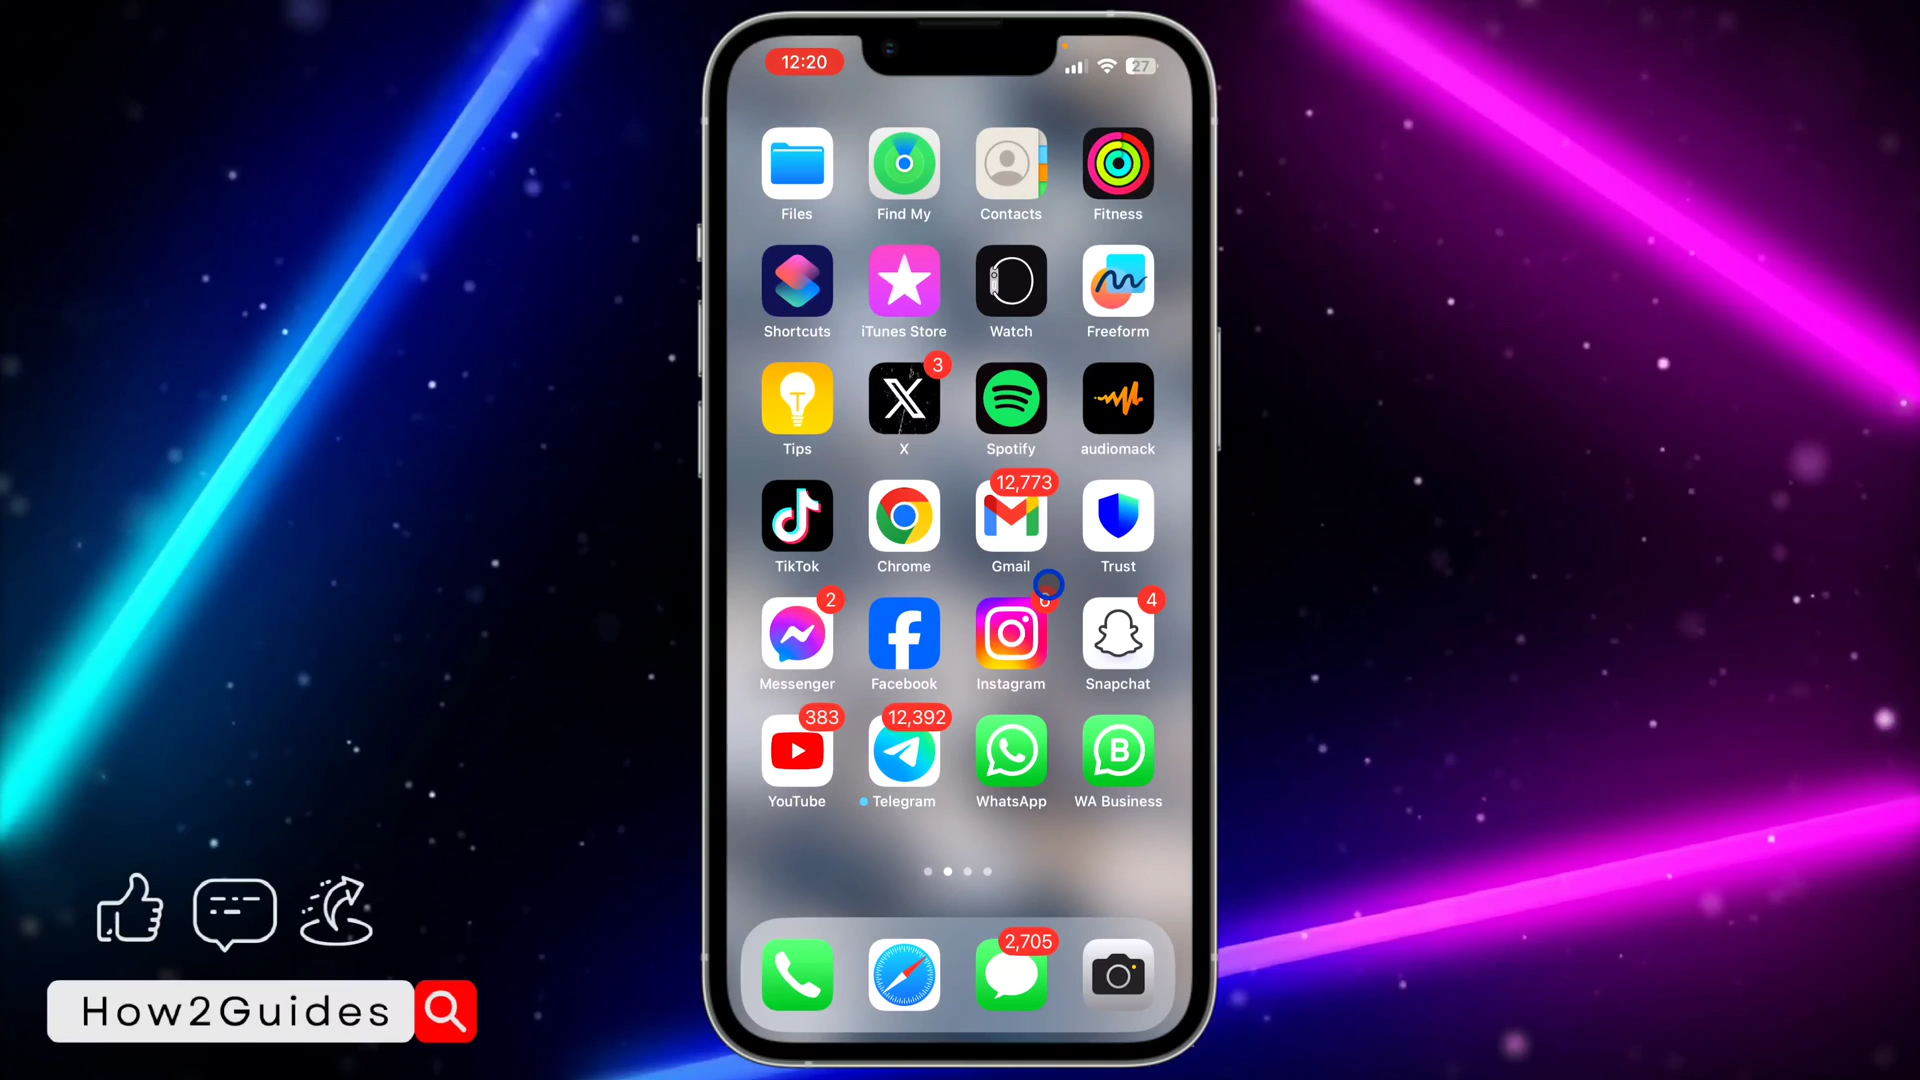 12:20
27
Files Find My Contacts Fitness
Shortcuts iTunes Store Watch Freeform
3
Tips X Spotify audiomack
12,773
TikTok Chrome Gmail Trust
2 6 4
Messenger Facebook Instagram Snapchat
383 12,392
B
YouTube Telegram WhatsApp WA Business
2,705
How2Guides